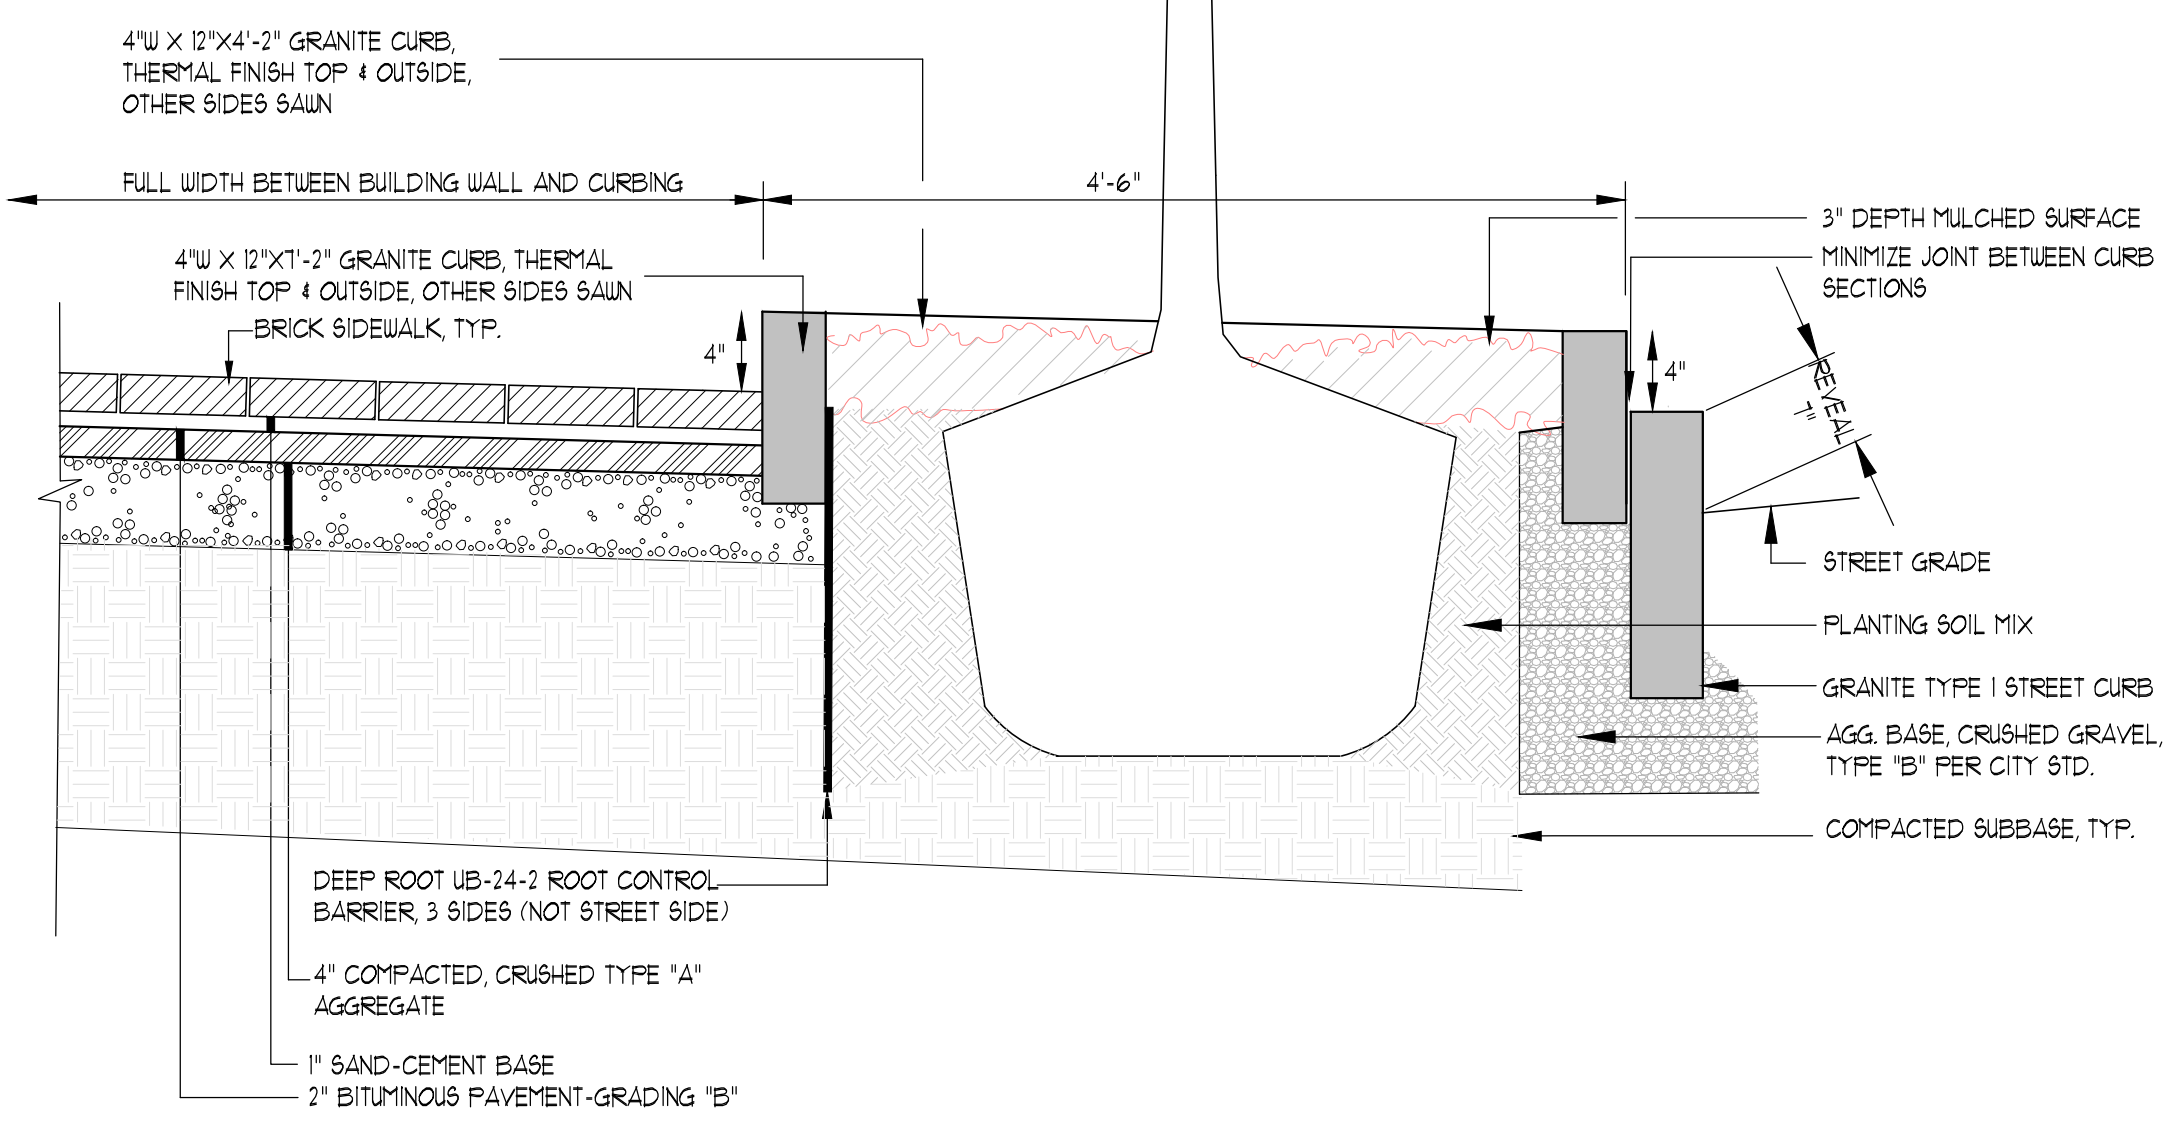 4"W X 12"X4'-2" GRANITE CURB,
THERMAL FINISH TOP & OUTSIDE,
OTHER SIDES SAWN
FULL WIDTH BETWEEN BUILDING WALL AND CURBING
4'-6"
4"W X 12"X7'-2" GRANITE CURB, THERMAL
FINISH TOP & OUTSIDE, OTHER SIDES SAWN
BRICK SIDEWALK, TYP.
4"
3" DEPTH MULCHED SURFACE
MINIMIZE JOINT BETWEEN CURB
SECTIONS
4"
REVEAL
7"
STREET GRADE
PLANTING SOIL MIX
GRANITE TYPE 1 STREET CURB
AGG. BASE, CRUSHED GRAVEL,
TYPE "B" PER CITY STD.
COMPACTED SUBBASE, TYP.
DEEP ROOT UB-24-2 ROOT CONTROL
BARRIER, 3 SIDES (NOT STREET SIDE)
4" COMPACTED, CRUSHED TYPE "A"
AGGREGATE
1" SAND-CEMENT BASE
2" BITUMINOUS PAVEMENT-GRADING "B"